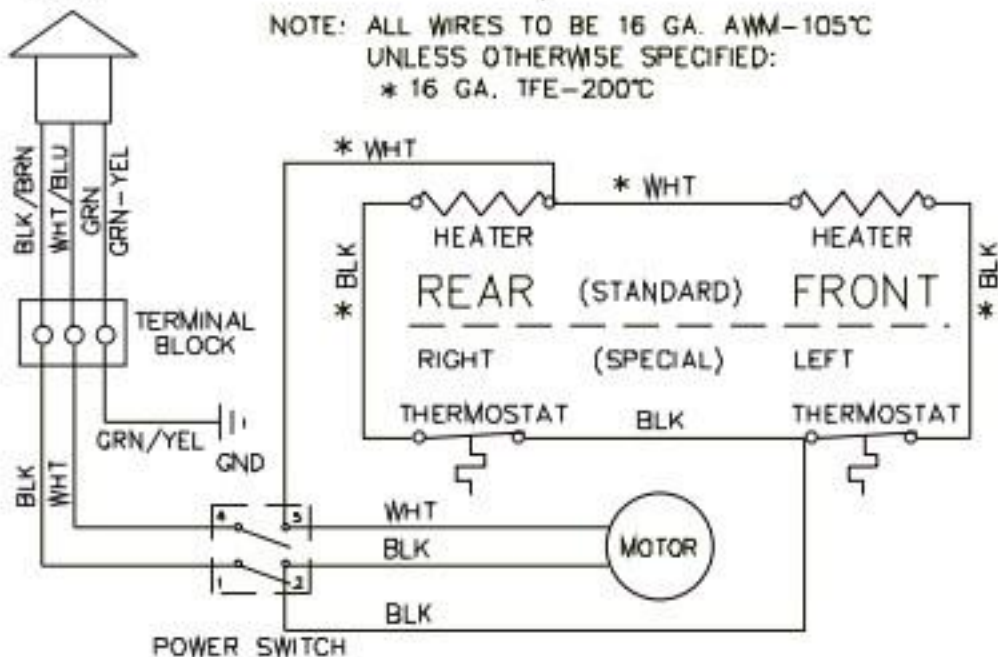 NOTE: ALL WIRES TO BE 16 GA. AWM-105°C
UNLESS OTHERWISE SPECIFIED:
* 16 GA. TFE-200°C
BLK/BRN
WHT/BLU
GRN
GRN-YEL
* WHT
* WHT
HEATER
HEATER
* BLK
* BLK
REAR (STANDARD) FRONT
RIGHT (SPECIAL) LEFT
TERMINAL
BLOCK
THERMOSTAT
BLK
THERMOSTAT
GRN/YEL
GND
BLK
WHT
4
5
WHT
BLK
MOTOR
1
2
BLK
POWER SWITCH